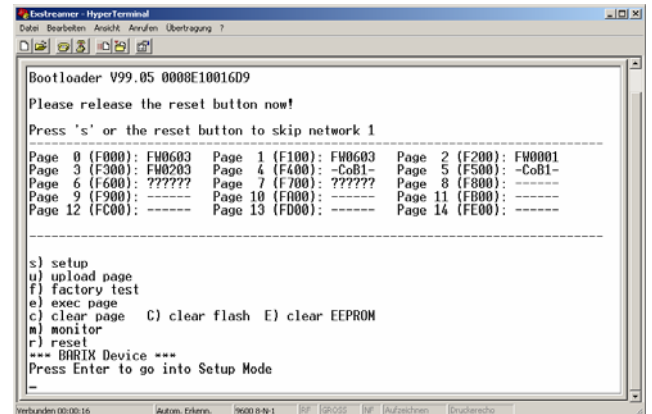 Exstreamer - HyperTerminal
Datei Bearbeiten Ansicht Anrufen Übertragung ?
Bootloader V99.05 0008E10016D9
Please release the reset button now!
Press 's' or the reset button to skip network 1
Page 0 (F000): FW0603 Page 1 (F100): FW0603 Page 2 (F200): FW0001
Page 3 (F300): FW0203 Page 4 (F400): -CoB1- Page 5 (F500): -CoB1-
Page 6 (F600): ?????? Page 7 (F700): ?????? Page 8 (F800): ------
Page 9 (F900): ------ Page 10 (FA00): ------ Page 11 (FB00): ------
Page 12 (FC00): ------ Page 13 (FD00): ------ Page 14 (FE00): ------
s) setup
u) upload page
f) factory test
e) exec page
c) clear page C) clear flash E) clear EEPROM
m) monitor
r) reset
*** BARIX Device ***
Press Enter to go into Setup Mode
_
Verbunden 00:00:16 Autom. Erkenn. 9600 8-N-1 RF GROSS NF Aufzeichnen Druckerecho